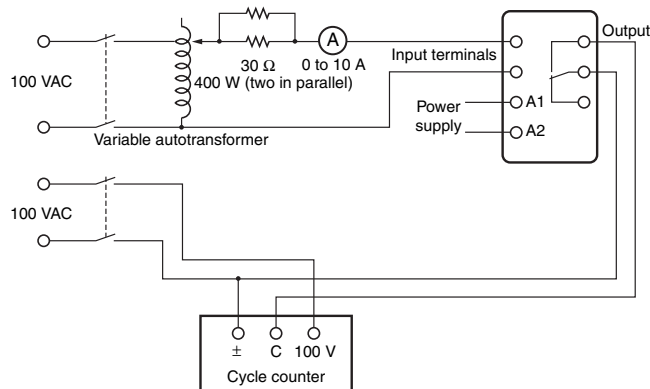 A
Output
30 Ω
0 to 10 A
Input terminals
100 VAC
400 W (two in parallel)
Power
supply
A1
A2
Variable autotransformer
100 VAC
±
C
100 V
Cycle counter